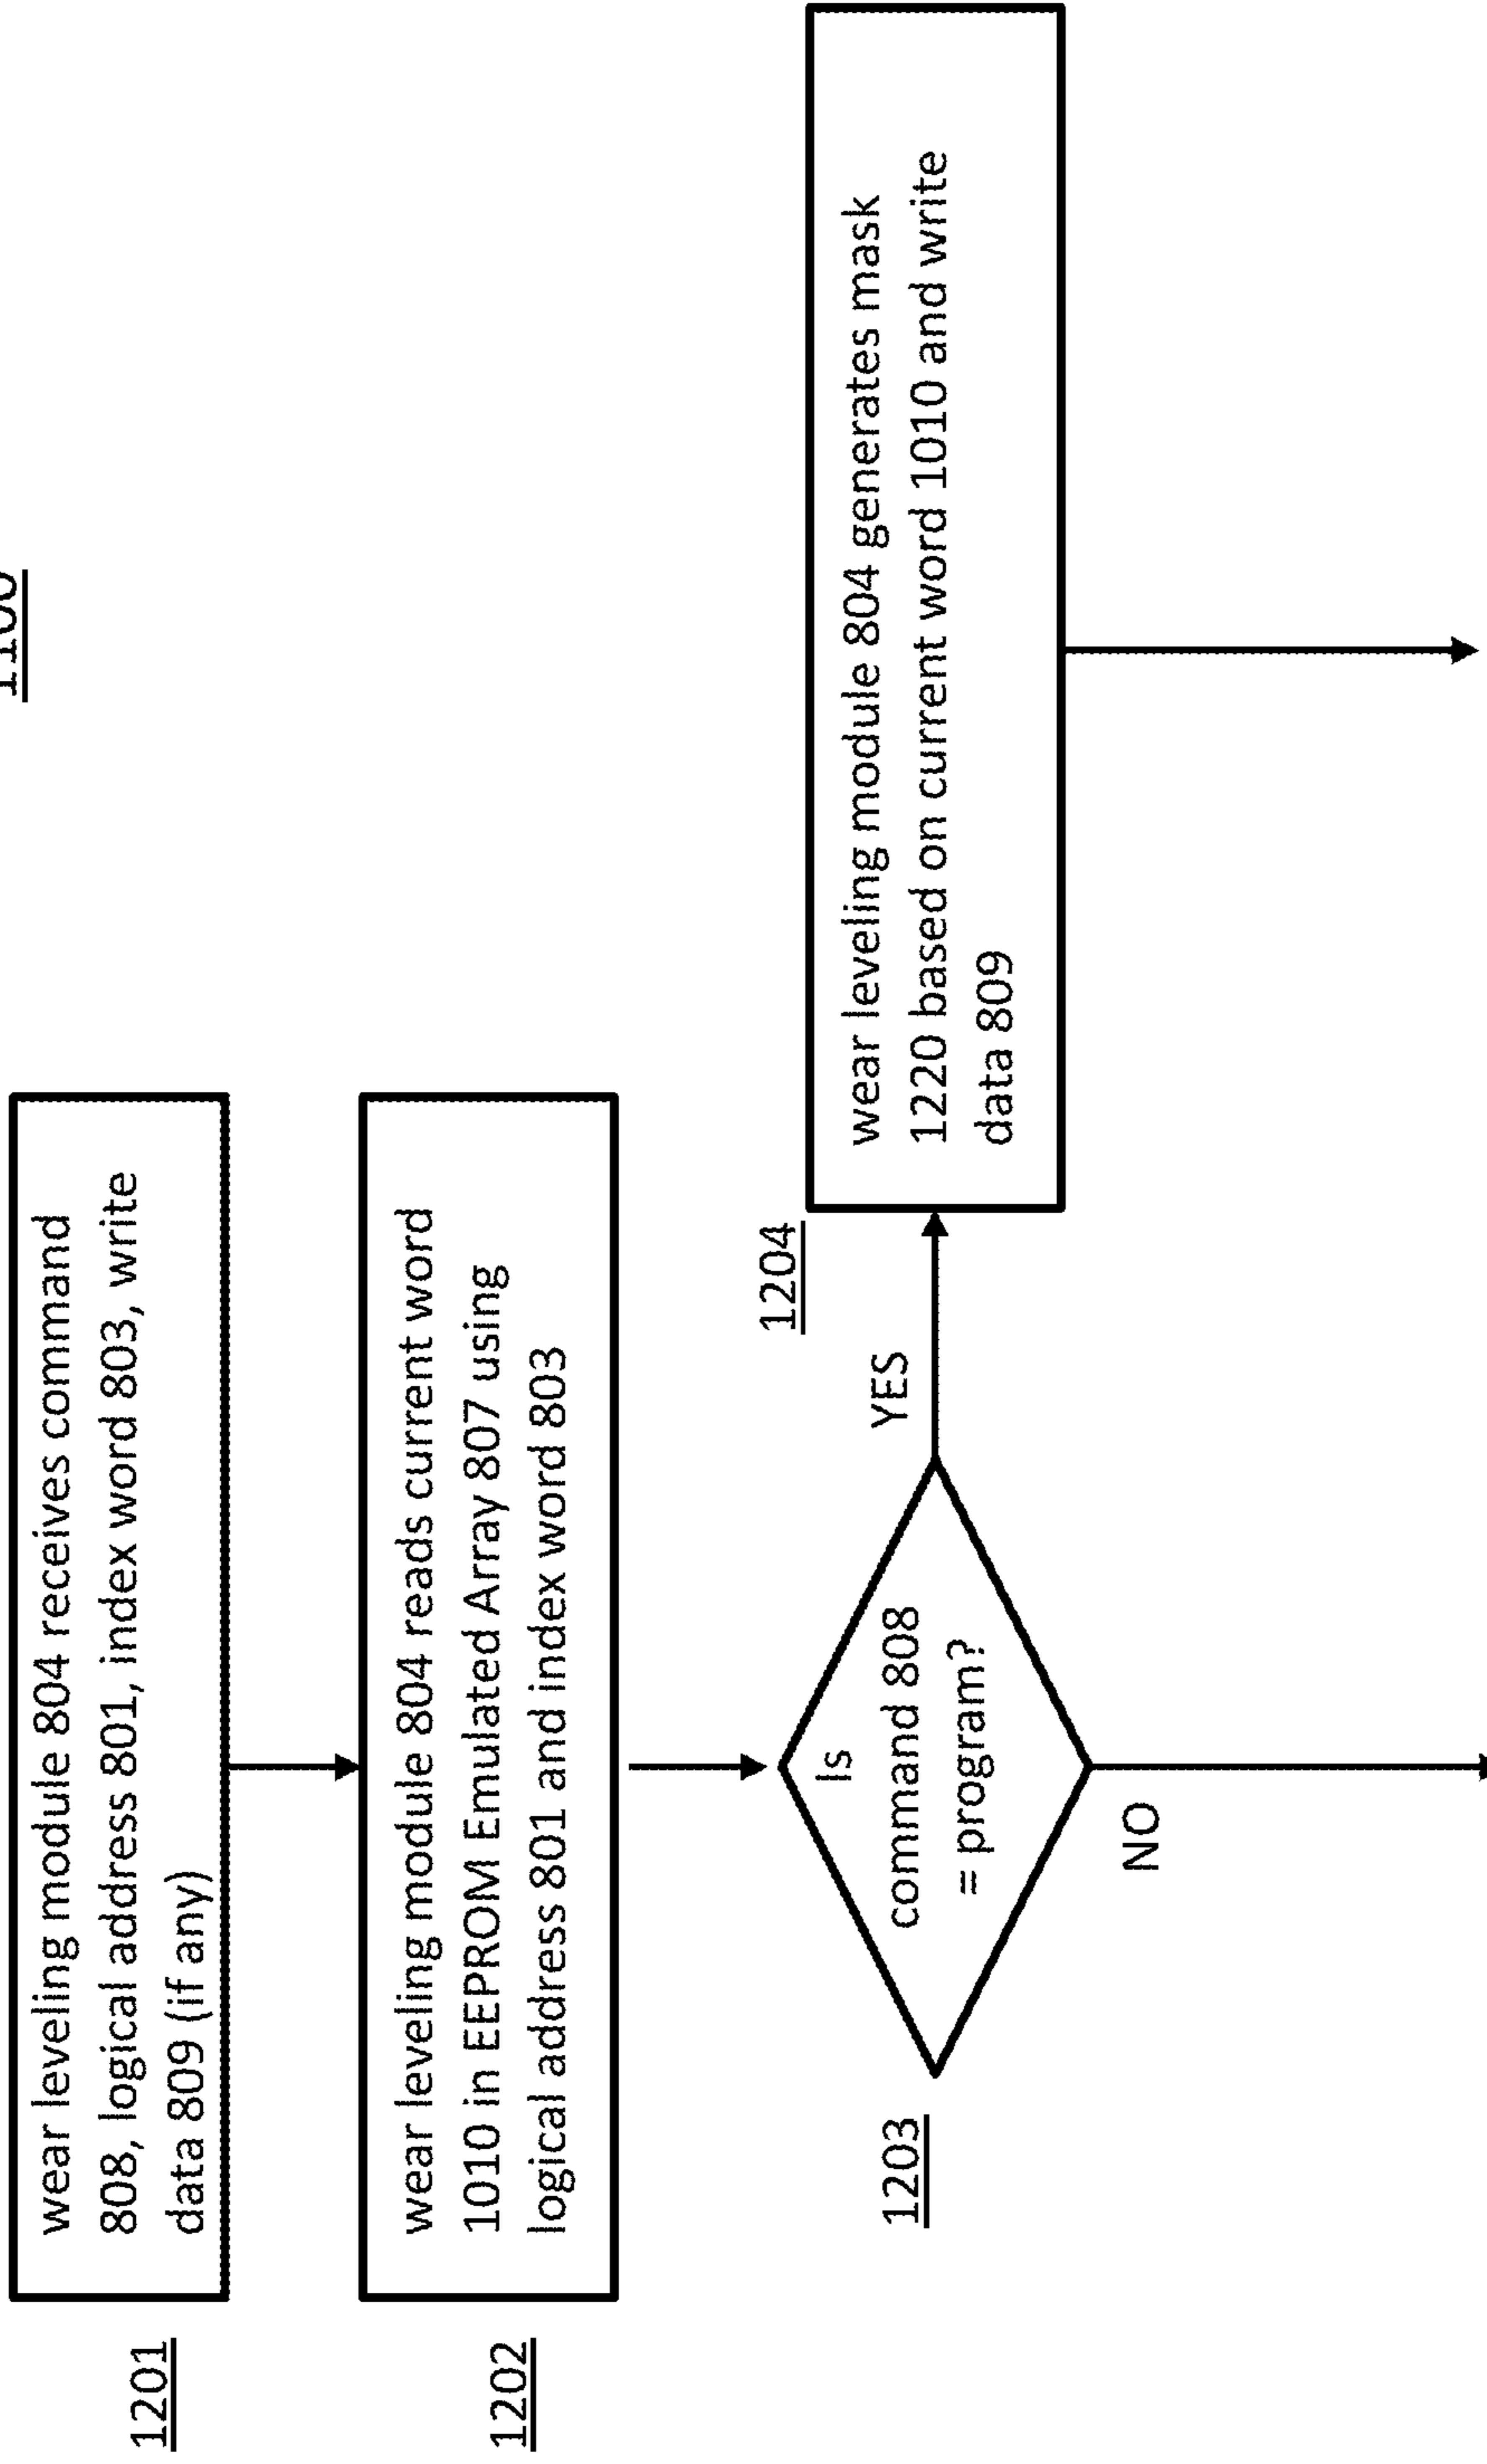 1201
wear leveling module 804 receives command
808, logical address 801, index word 803, write
data 809 (if any)
1202
wear leveling module 804 reads current word
1010 in EEPROM Emulated Array 807 using
logical address 801 and index word 803
1203
is
command 808
= program?
YES
NO
1204
wear leveling module 804 generates mask
1220 based on current word 1010 and write
data 809